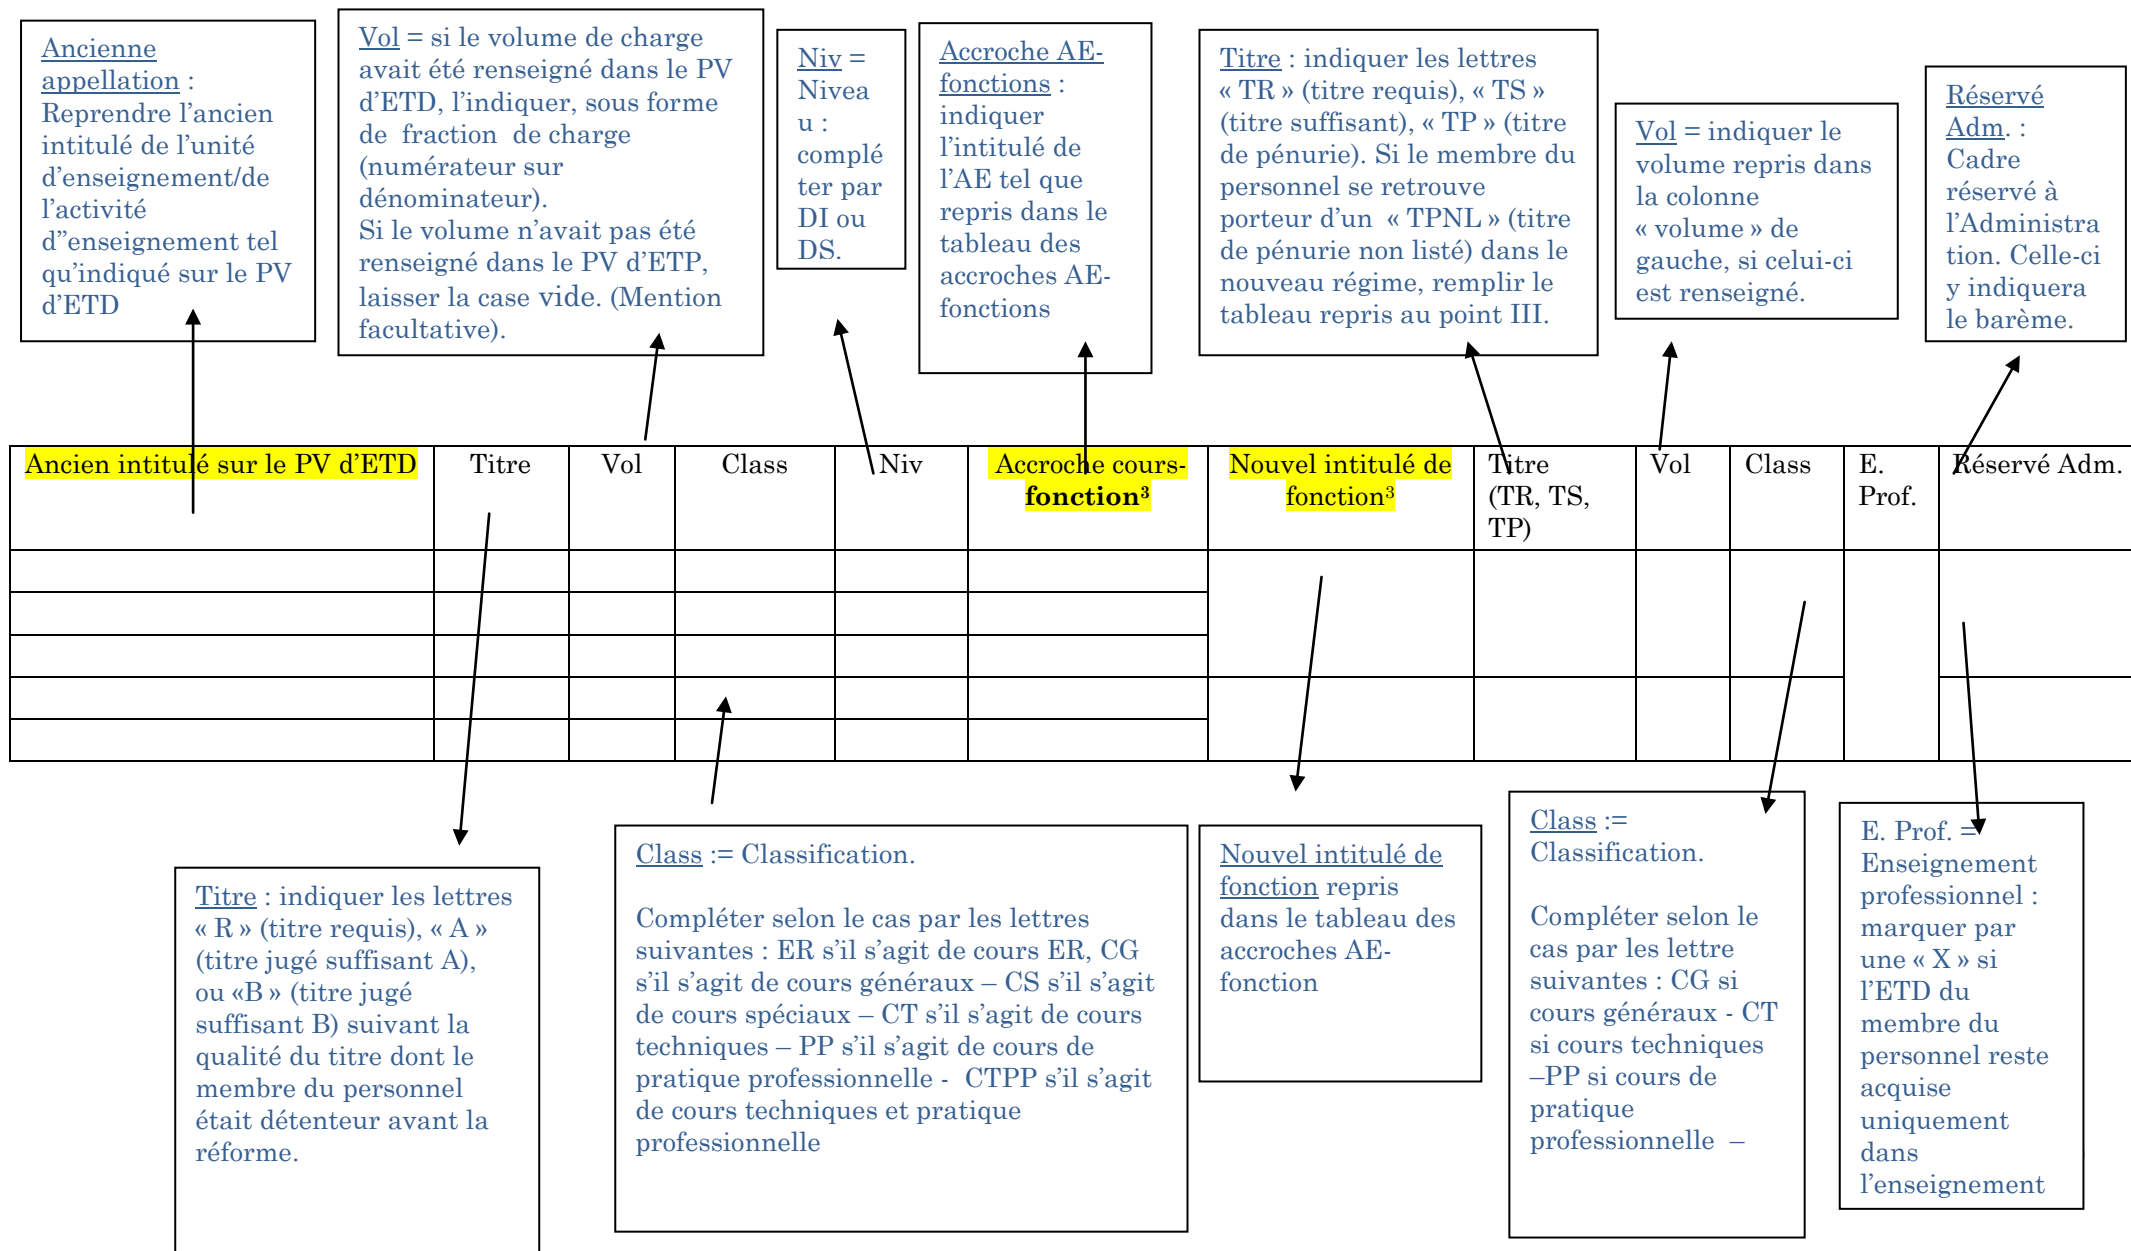 Ancienne
appellation :
Reprendre l’ancien
intitulé de l’unité
d’enseignement/de
l’activité
d’’enseignement tel
qu’indiqué sur le PV
d’ETD
Vol = si le volume de charge
avait été renseigné dans le PV
d’ETD, l’indiquer, sous forme
de fraction de charge
(numérateur sur
dénominateur).
Si le volume n’avait pas été
renseigné dans le PV d’ETP,
laisser la case vide. (Mention
facultative).
Niv =
Nivea
u :
complé
ter par
DI ou
DS.
Accroche AE-
fonctions :
indiquer
l’intitulé de
l’AE tel que
repris dans le
tableau des
accroches AE-
fonctions
Titre : indiquer les lettres
« TR » (titre requis), « TS »
(titre suffisant), « TP » (titre
de pénurie). Si le membre du
personnel se retrouve
porteur d’un « TPNL » (titre
de pénurie non listé) dans le
nouveau régime, remplir le
tableau repris au point III.
Vol = indiquer le
volume repris dans
la colonne
« volume » de
gauche, si celui-ci
est renseigné.
Réservé
Adm. :
Cadre
réservé à
l’Administra
tion. Celle-ci
y indiquera
le barème.
Ancien intitulé sur le PV d’ETD
Titre
Vol
Class
Niv
Accroche cours-
fonction³
Nouvel intitulé de
fonction³
Titre
(TR, TS,
TP)
Vol
Class
E.
Prof.
Réservé Adm.
Titre : indiquer les lettres
« R » (titre requis), « A »
(titre jugé suffisant A),
ou «B » (titre jugé
suffisant B) suivant la
qualité du titre dont le
membre du personnel
était détenteur avant la
réforme.
Class := Classification.
Compléter selon le cas par les lettres
suivantes : ER s’il s’agit de cours ER, CG
s’il s’agit de cours généraux – CS s’il s’agit
de cours spéciaux – CT s’il s’agit de cours
techniques – PP s’il s’agit de cours de
pratique professionnelle - CTPP s’il s’agit
de cours techniques et pratique
professionnelle
Nouvel intitulé de
fonction repris
dans le tableau des
accroches AE-
fonction
Class :=
Classification.
Compléter selon le
cas par les lettre
suivantes : CG si
cours généraux - CT
si cours techniques
–PP si cours de
pratique
professionnelle –
E. Prof. =
Enseignement
professionnel :
marquer par
une « X » si
l’ETD du
membre du
personnel reste
acquise
uniquement
dans
l’enseignement